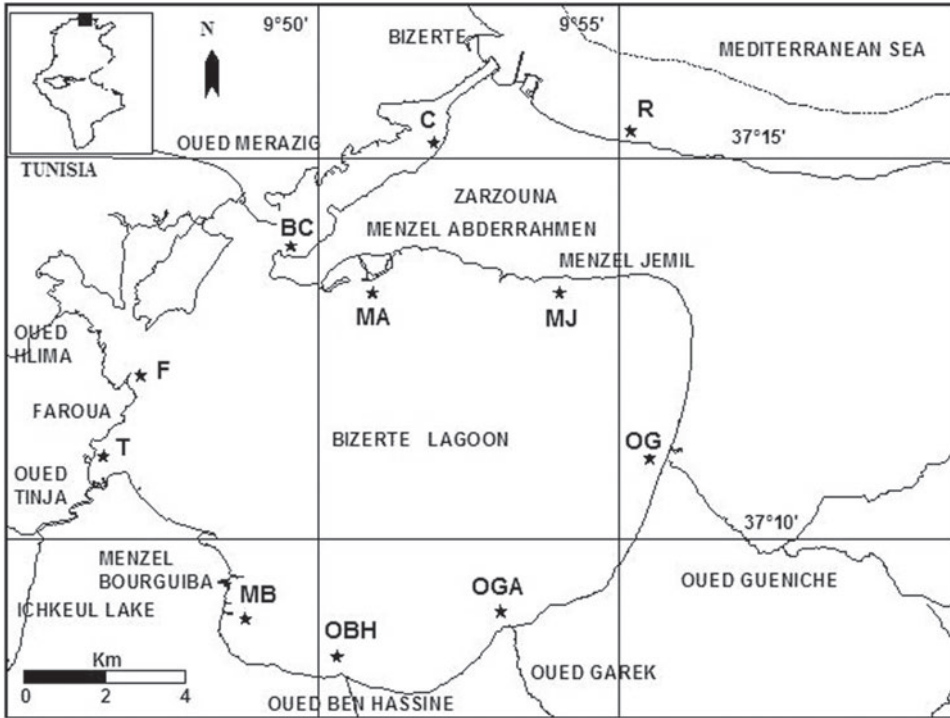 9°50'
9°55'
N
BIZERTE
MEDITERRANEAN SEA
C
R
OUED MERAZIG
37°15'
TUNISIA
ZARZOUNA
BC
MENZEL ABDERRAHMEN
MENZEL JEMIL
MA
MJ
OUED
HLIMA
F
FAROUA
T
BIZERTE LAGOON
OG
OUED
TINJA
37°10'
MENZEL
BOURGUIBA
OUED GUENICHE
ICHKEUL LAKE
MB
OGA
OBH
Km
0 2 4
OUED GAREK
OUED BEN HASSINE